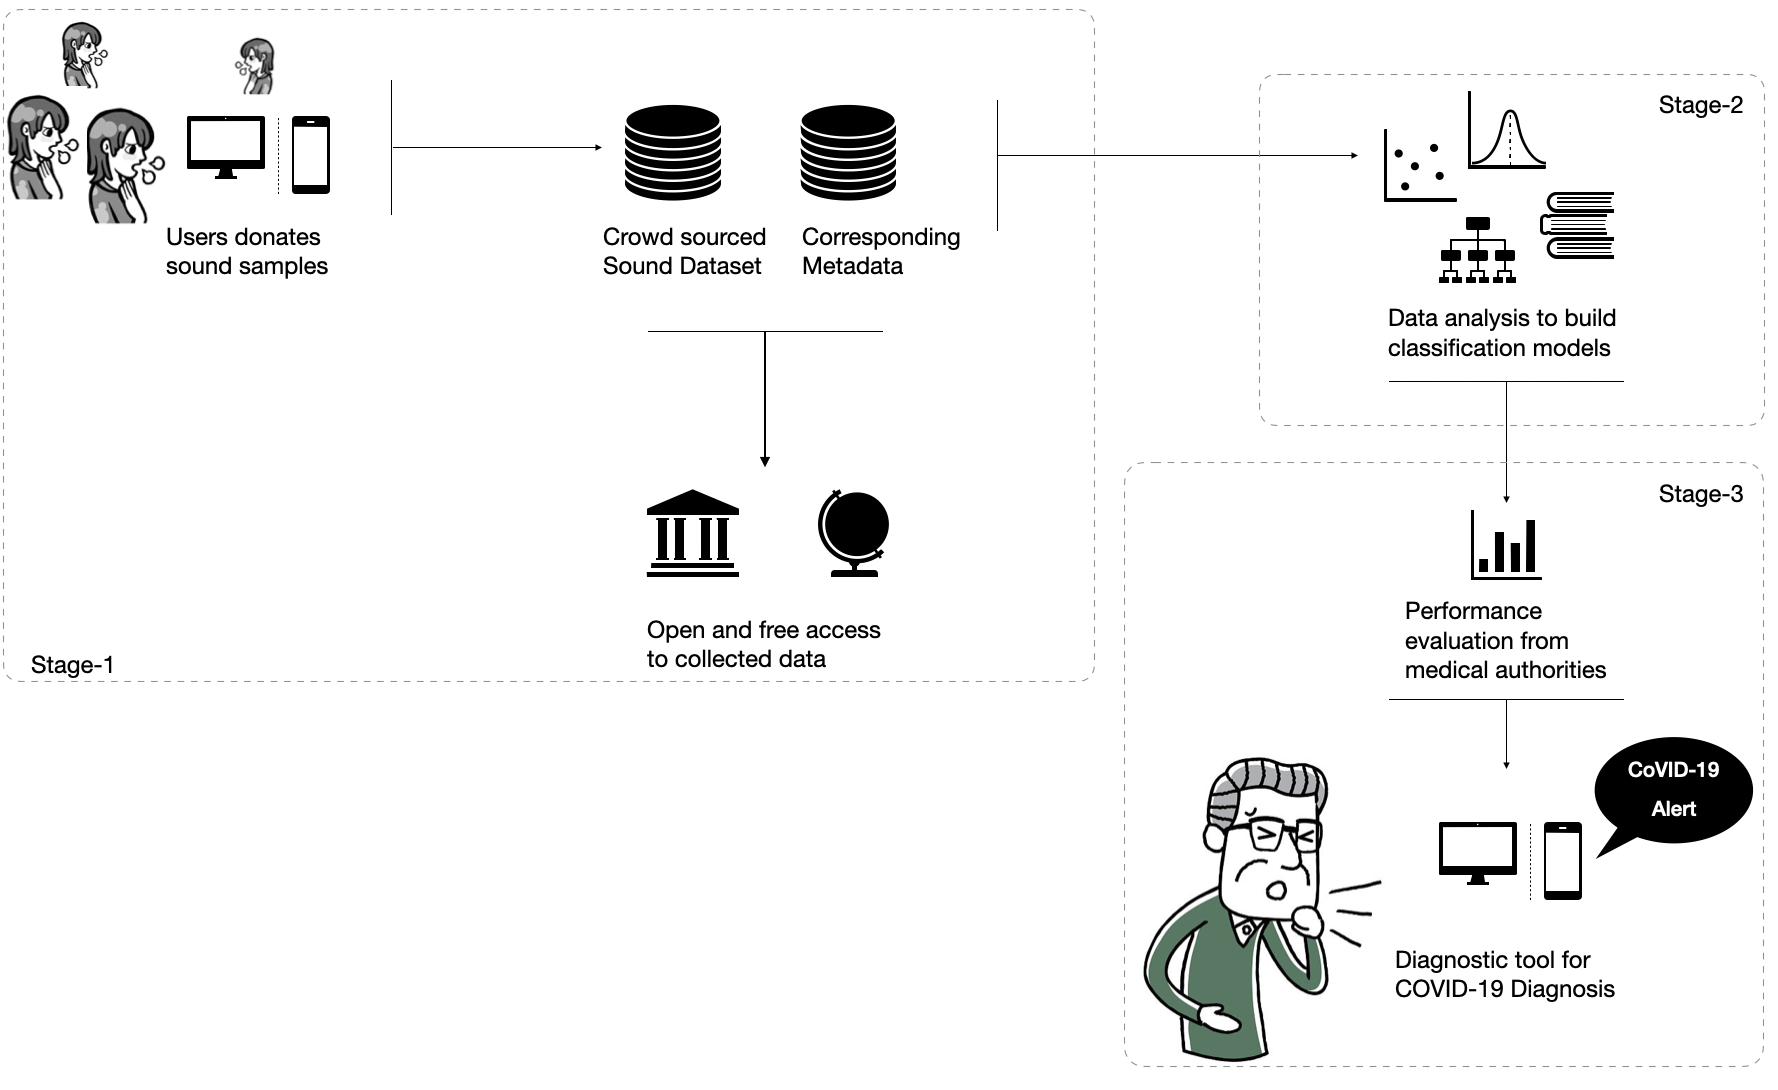 Users donates
sound samples
Crowd sourced
Sound Dataset
Corresponding
Metadata
Open and free access
to collected data
Stage-1
Stage-2
Data analysis to build
classification models
Stage-3
Performance
evaluation from
medical authorities
CoVID-19
Alert
Diagnostic tool for
COVID-19 Diagnosis